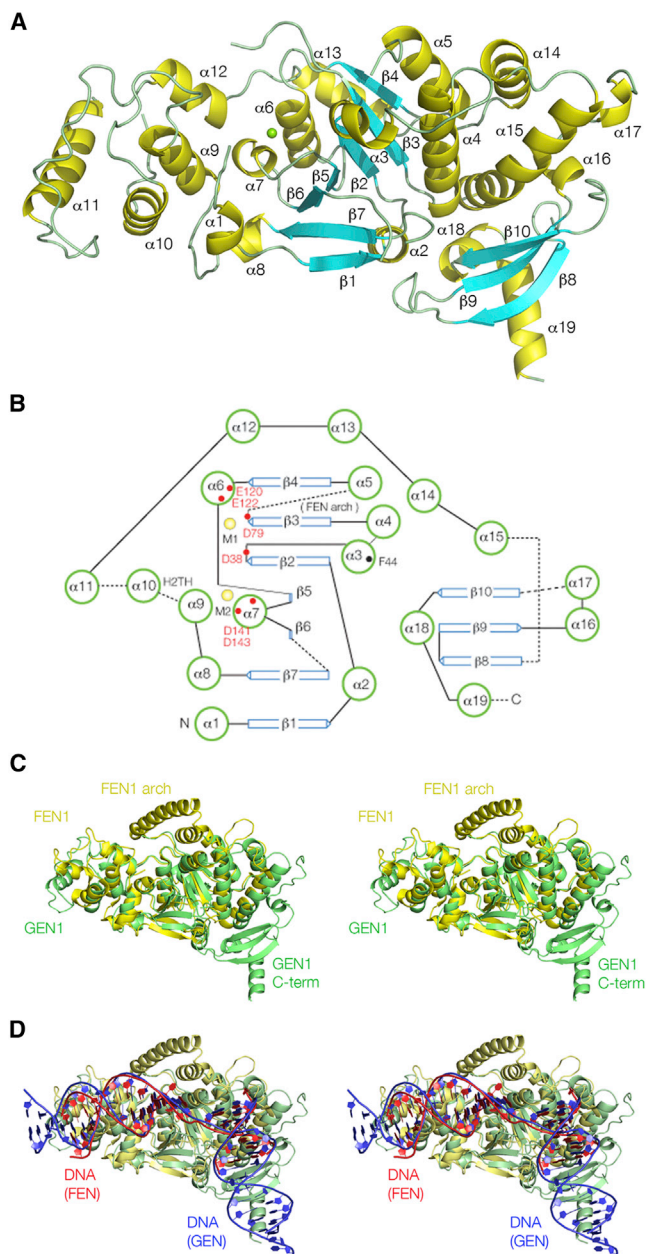 A
α13 α5 α14
α12 β4
α6
α17
α9 α3 β3 α4 α15
α7 β5 β2 α16
β6
α11 α10 α1 β7 α18 β10
α8 α2
β1 β9 β8
α19
B
α12 α13
α6 β4 α5
E120
E122 (FEN arch) α14
M1 D79 β3 α4
α15
D38 β2 α3 F44
α11 α10 H2TH β5 β10 α17
α9 M2 α7
D141 β6 α18 β9 α16
D143
α8 β7 α2 β8
α19 C
N α1 β1
C
FEN1 arch FEN1 arch
FEN1 FEN1
GEN1 GEN1
GEN1 GEN1
C-term C-term
D
DNA DNA
(FEN) (FEN)
DNA DNA
(GEN) (GEN)